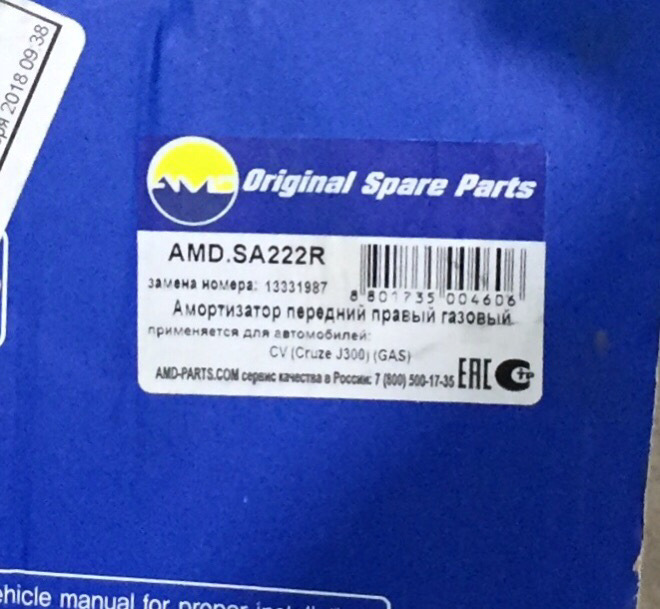 2018 09:38
AMD Original Spare Parts
AMD.SA222R
замена номера: 13331987
8 801735 004606
Амортизатор передний правый газовый.
применяется для автомобилей:
CV (Cruze J300) (GAS)
AMD-PARTS.COM сервис качества в России: 7 (800) 500-17-35 EAC
ehicle manual for proper